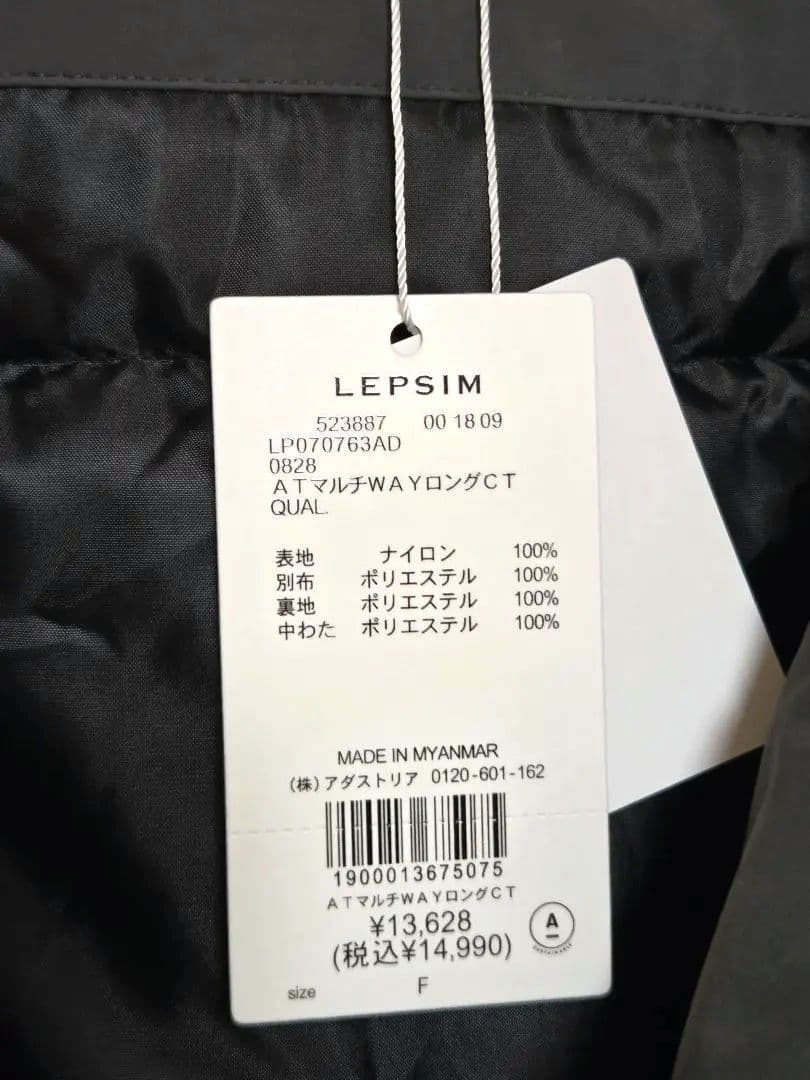 LEPSIM
523887 00 18 09
LP070763AD
0828
ATマルチWAYロングCT
QUAL.
表地 ナイロン 100%
別布 ポリエステル 100%
裏地 ポリエステル 100%
中わた ポリエステル 100%
MADE IN MYANMAR
(株)アダストリア 0120-601-162
1900013675075
ATマルチWAYロングCT
¥13,628
(税込¥14,990)
A
SUSTAINABLE
size F